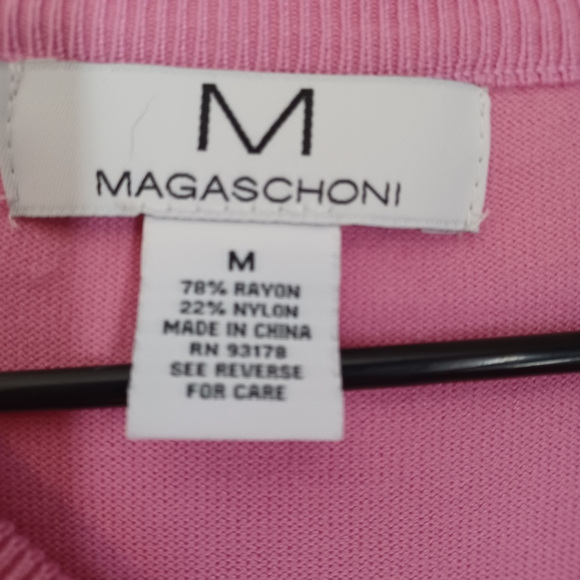 M
MAGASCHONI
M
78% RAYON
22% NYLON
MADE IN CHINA
RN 93178
SEE REVERSE
FOR CARE